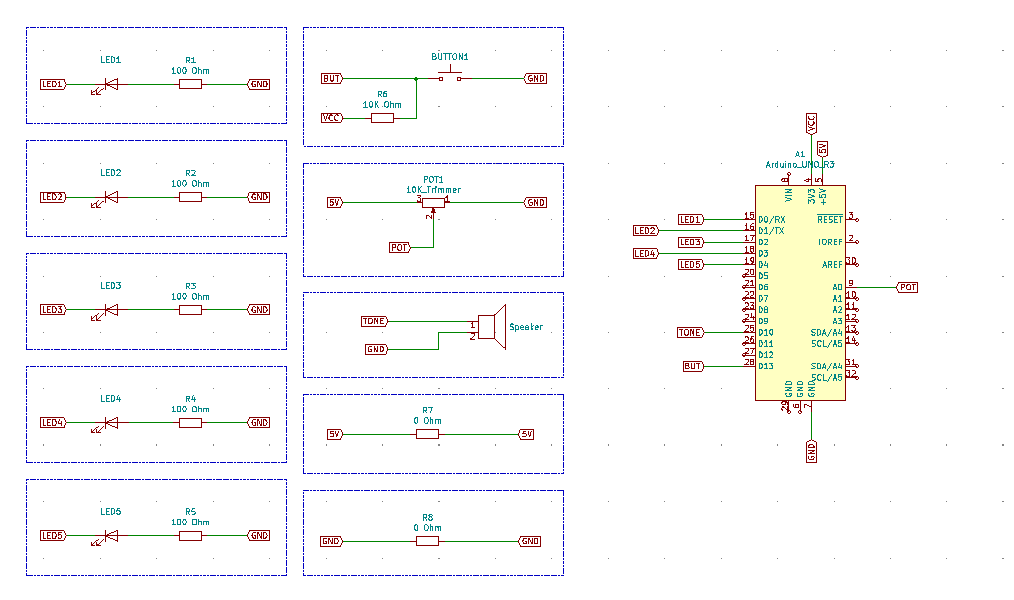 LED1
R1
100 Ohm
LED1
GND
LED2
R2
100 Ohm
LED2
GND
LED3
R3
100 Ohm
LED3
GND
LED4
R4
100 Ohm
LED4
GND
LED5
R5
100 Ohm
LED5
GND
BUTTON1
BUT
GND
R6
10K Ohm
VCC
POT1
10K_Trimmer
5V
3
1
GND
2
POT
TONE
1
2
Speaker
GND
R7
0 Ohm
5V
5V
R8
0 Ohm
GND
GND
VCC
5V
A1
Arduino_UNO_R3
8
4
5
VIN
3V3
+5V
LED1
15
D0/RX
RESET
3
LED2
16
D1/TX
LED3
17
D2
IOREF
2
LED4
18
D3
LED5
19
D4
AREF
30
20
D5
21
D6
A0
9
POT
22
D7
A1
10
23
D8
A2
11
24
D9
A3
12
TONE
25
D10
SDA/A4
13
26
D11
SCL/A5
14
27
D12
BUT
28
D13
SDA/A4
31
SCL/A5
32
GND
GND
GND
29
6
7
GND